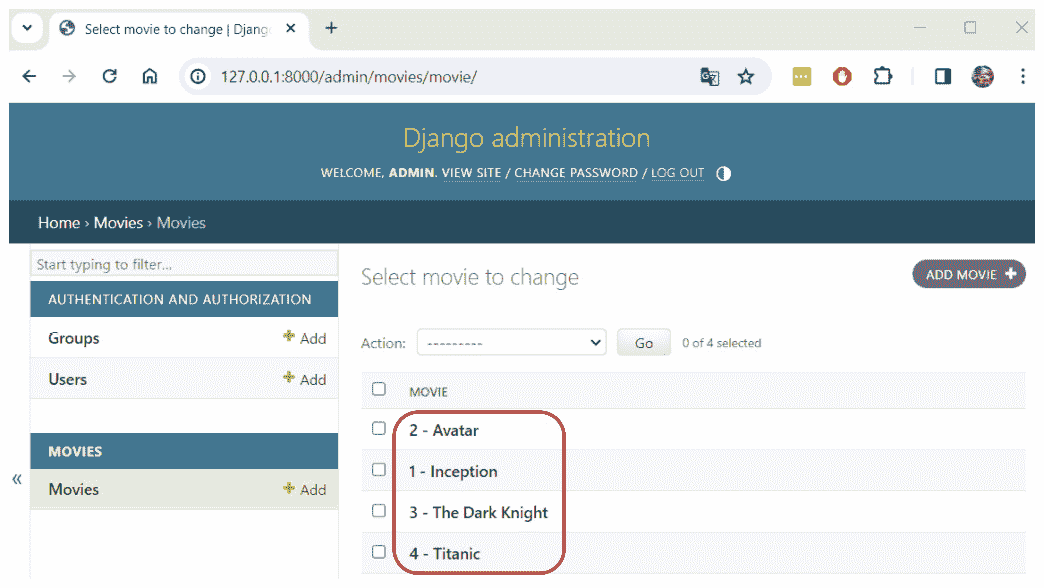 Select movie to change | Djang
127.0.0.1:8000/admin/movies/movie/
Django administration
WELCOME, ADMIN. VIEW SITE / CHANGE PASSWORD / LOG OUT
Home › Movies › Movies
Start typing to filter...
AUTHENTICATION AND AUTHORIZATION
Groups Add
Users Add
MOVIES
Movies Add
«
Select movie to change
ADD MOVIE
Action: --------- Go 0 of 4 selected
MOVIE
2 - Avatar
1 - Inception
3 - The Dark Knight
4 - Titanic